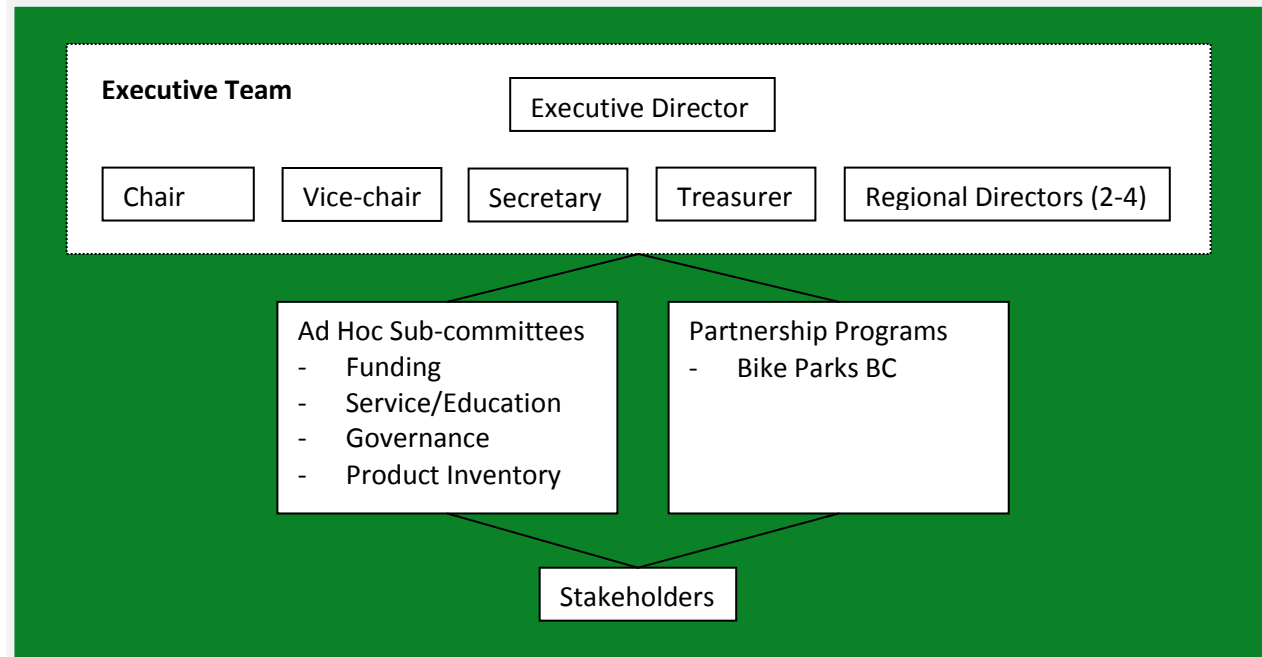 Executive Team
Executive Director
Chair
Vice-chair
Secretary
Treasurer
Regional Directors (2-4)
Ad Hoc Sub-committees
- Funding
- Service/Education
- Governance
- Product Inventory
Partnership Programs
- Bike Parks BC
Stakeholders